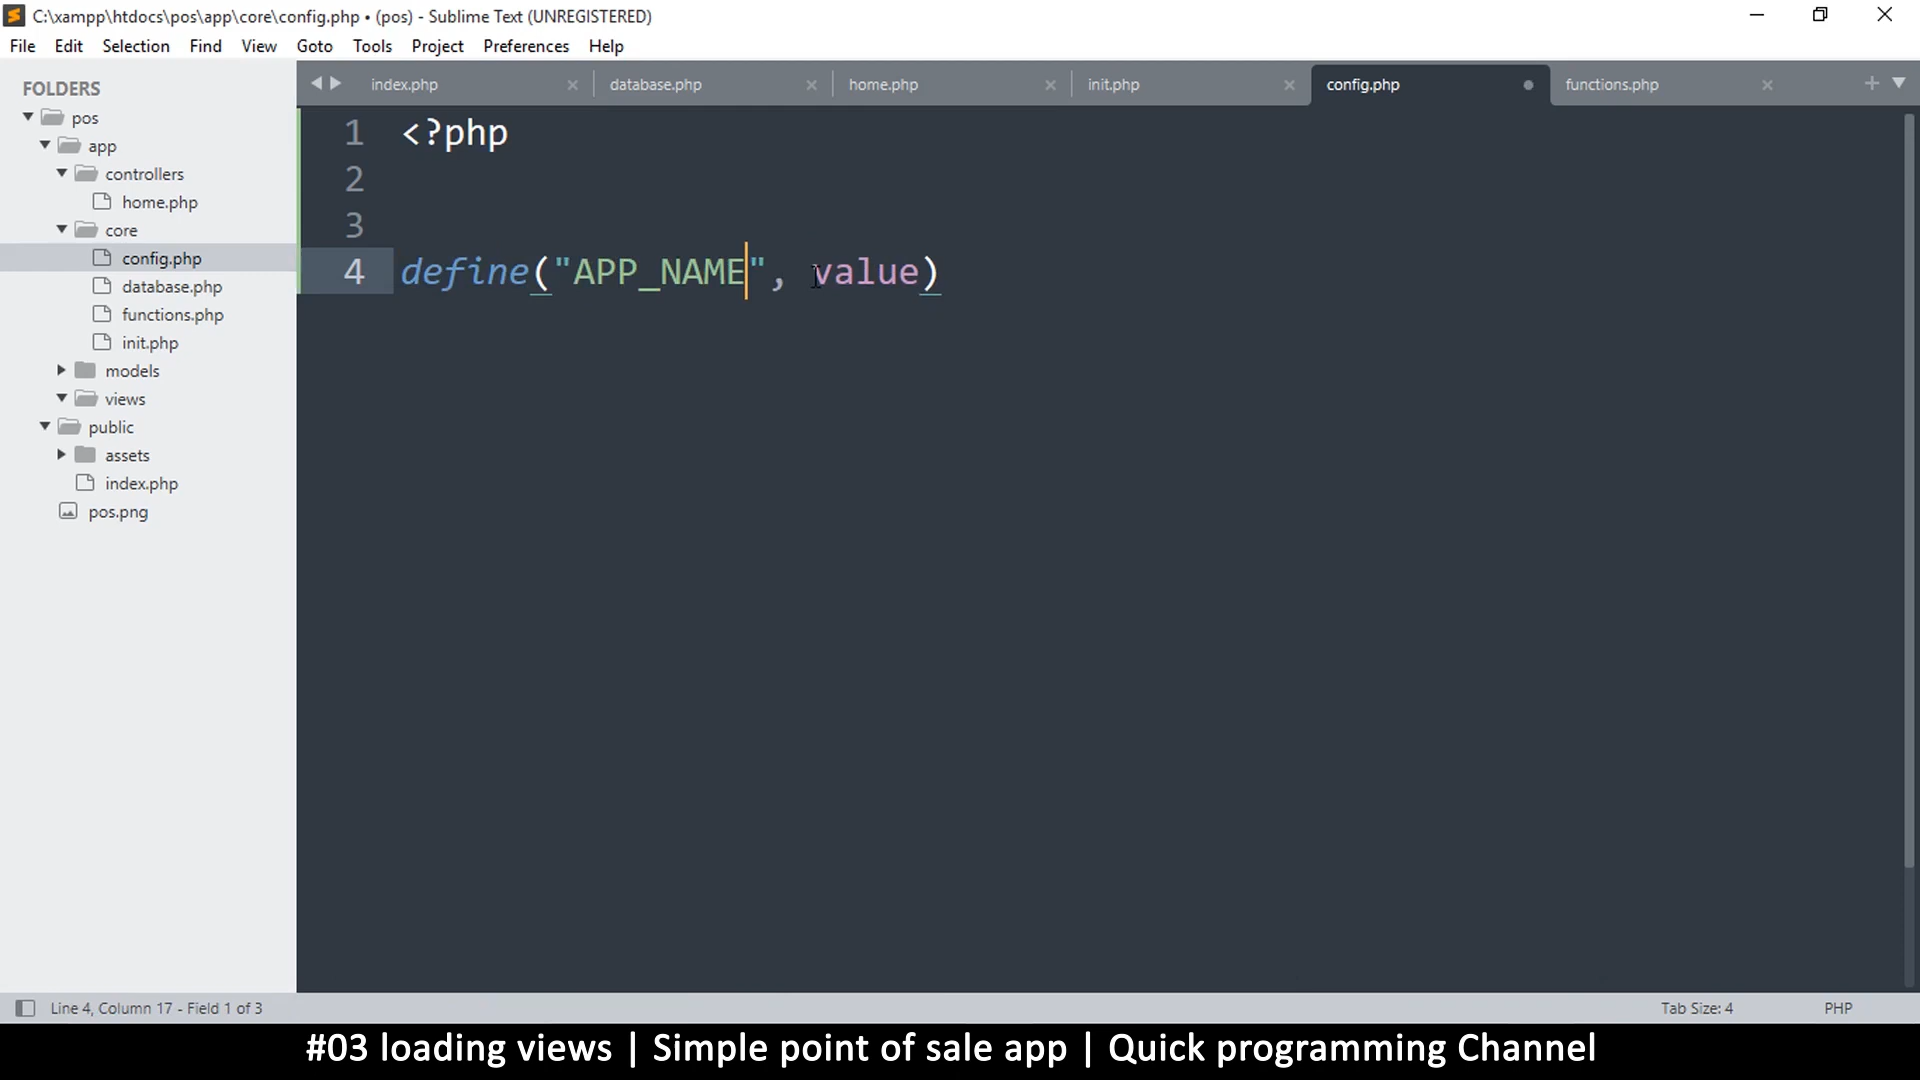 C:\xampp\htdocs\pos\app\core\config.php • (pos) - Sublime Text (UNREGISTERED)
File Edit Selection Find View Goto Tools Project Preferences Help
FOLDERS
pos
app
controllers
home.php
core
config.php
database.php
functions.php
init.php
models
views
public
assets
index.php
pos.png
index.php database.php home.php init.php config.php functions.php
1 <?php
2
3
4 define("APP_NAME", value)
Line 4, Column 17 - Field 1 of 3 Tab Size: 4 PHP
#03 loading views | Simple point of sale app | Quick programming Channel